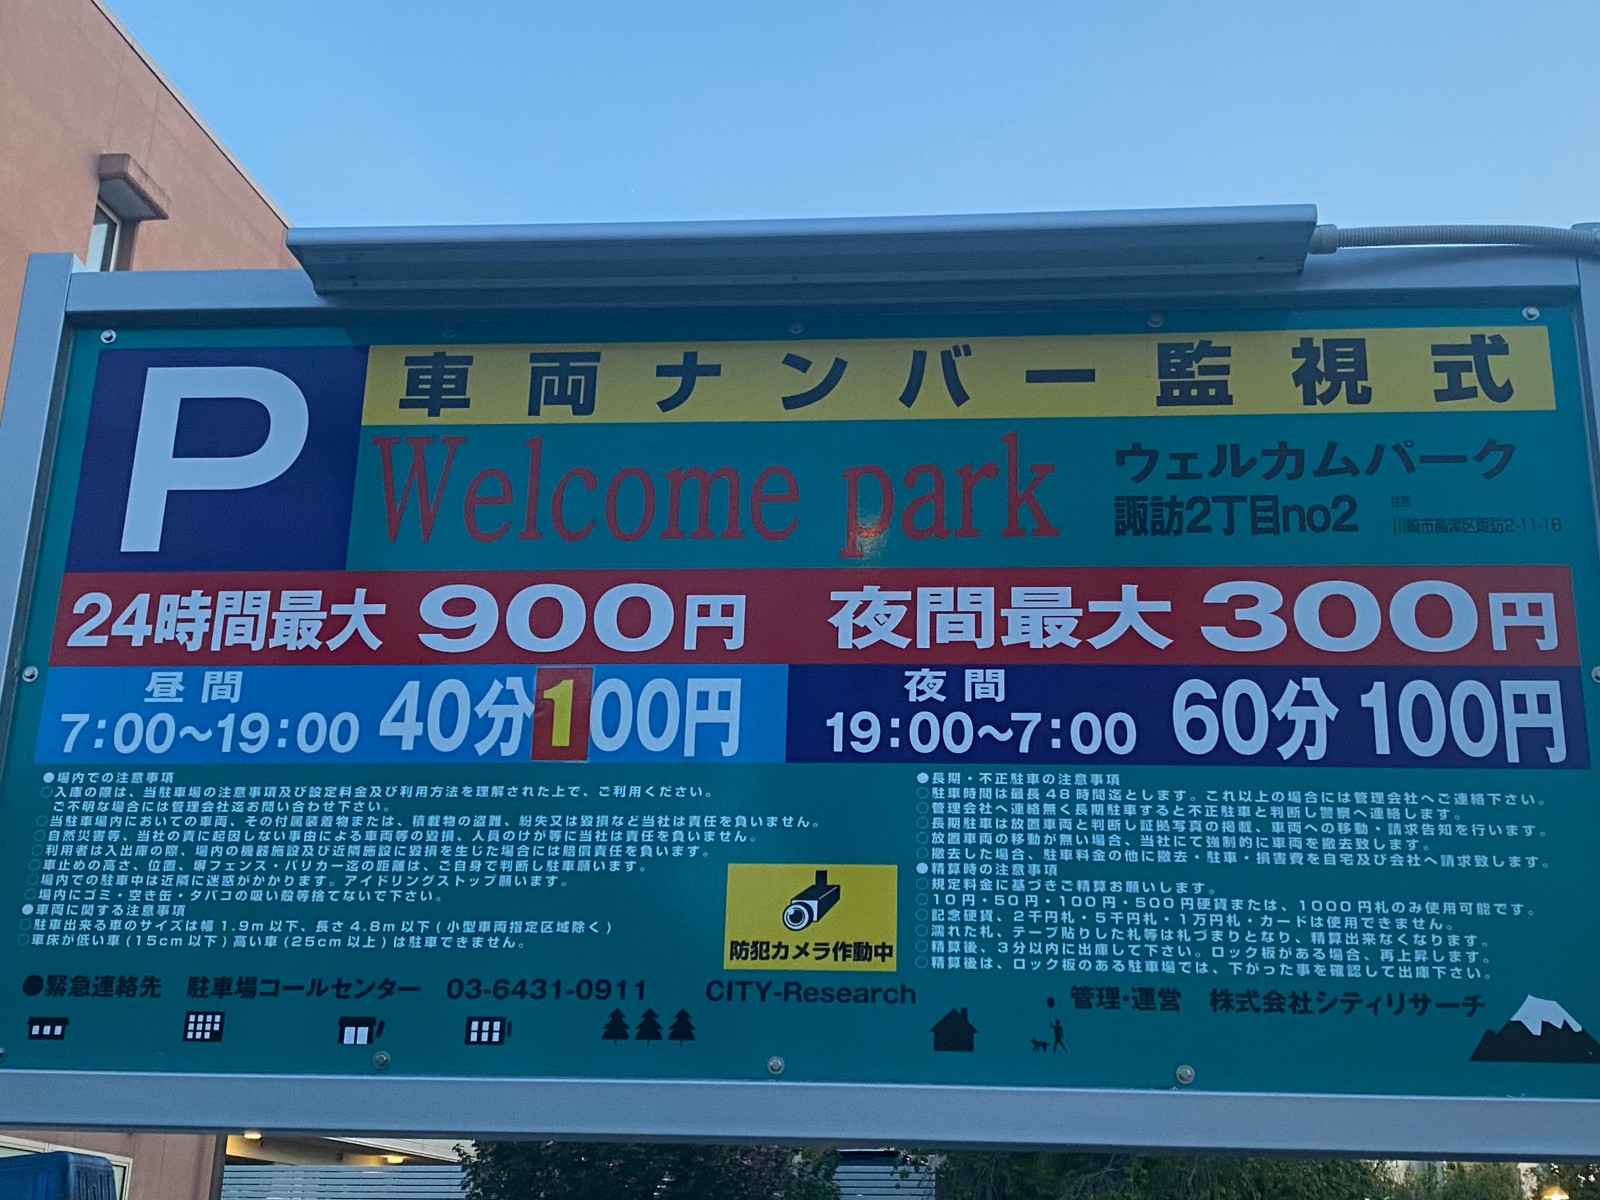 P
車両ナンバー監視式
Welcome park
ウェルカムパーク
諏訪2丁目no2
住所
川崎市高津区諏訪2-11-16
24時間最大 900円
夜間最大 300円
昼間
7:00～19:00 40分100円
夜間
19:00～7:00 60分100円
●場内での注意事項
○入庫の際は、当駐車場の注意事項及び設定料金及び利用方法を理解された上で、ご利用ください。
ご不明な場合には管理会社迄お問い合わせ下さい。
○当駐車場内においての車両、その付属装着物または、積載物の盗難、紛失又は毀損など当社は責任を負いません。
○自然災害等、当社の責に起因しない事由による車両等の毀損、人員のけが等に当社は責任を負いません。
○利用者は入出庫の際、場内の機器施設及び近隣施設に毀損を生じた場合には賠償責任を負います。
○車止めの高さ、位置、塀フェンス・バリカー迄の距離は、ご自身で判断し駐車願います。
○場内での駐車中は近隣に迷惑がかかります。アイドリングストップ願います。
○場内にゴミ・空き缶・タバコの吸い殻等捨てないで下さい。
●車両に関する注意事項
○駐車出来る車のサイズは幅1.9m以下、長さ4.8m以下(小型車両指定区域除く)
○車床が低い車(15cm以下)高い車(25cm以上)は駐車できません。
防犯カメラ作動中
●長期・不正駐車の注意事項
○駐車時間は最長48時間迄とします。これ以上の場合には管理会社へご連絡下さい。
○管理会社へ連絡無く長期駐車すると不正駐車と判断し警察へ連絡します。
○長期駐車は放置車両と判断し証拠写真の掲載、車両への移動・請求告知を行います。
○放置車両の移動が無い場合、当社にて強制的に車両を撤去致します。
○撤去した場合、駐車料金の他に撤去・駐車・損害費を自宅及び会社へ請求致します。
●精算時の注意事項
○規定料金に基づきご精算お願いします。
○10円・50円・100円・500円硬貨または、1000円札のみ使用可能です。
○記念硬貨、2千円札・5千円札・1万円札・カードは使用できません。
○濡れた札、テープ貼りした札等は札づまりとなり、精算出来なくなります。
○精算後、3分以内に出庫して下さい。ロック板がある場合、再上昇します。
○精算後は、ロック板のある駐車場では、下がった事を確認して出庫下さい。
●緊急連絡先 駐車場コールセンター 03-6431-0911 CITY-Research
管理・運営 株式会社シティリサーチ